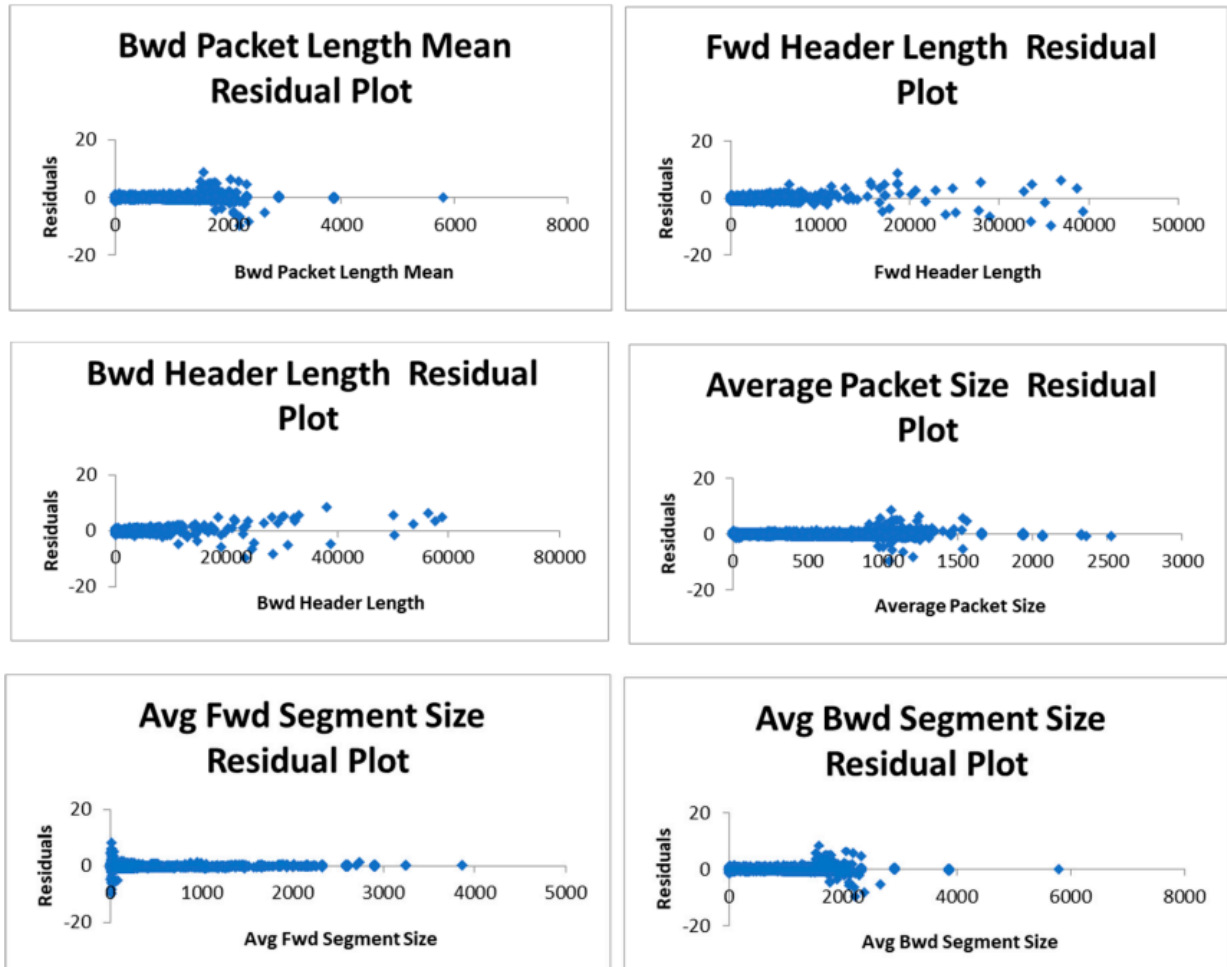 Bwd Packet Length Mean
Residual Plot
20
0
-20
Residuals
0 2000 4000 6000 8000
Bwd Packet Length Mean
Fwd Header Length Residual
Plot
20
0
-20
Residuals
0 10000 20000 30000 40000 50000
Fwd Header Length
Bwd Header Length Residual
Plot
20
0
-20
Residuals
0 20000 40000 60000 80000
Bwd Header Length
Average Packet Size Residual
Plot
20
0
-20
Residuals
0 500 1000 1500 2000 2500 3000
Average Packet Size
Avg Fwd Segment Size
Residual Plot
20
0
-20
Residuals
0 1000 2000 3000 4000 5000
Avg Fwd Segment Size
Avg Bwd Segment Size
Residual Plot
20
0
-20
Residuals
0 2000 4000 6000 8000
Avg Bwd Segment Size